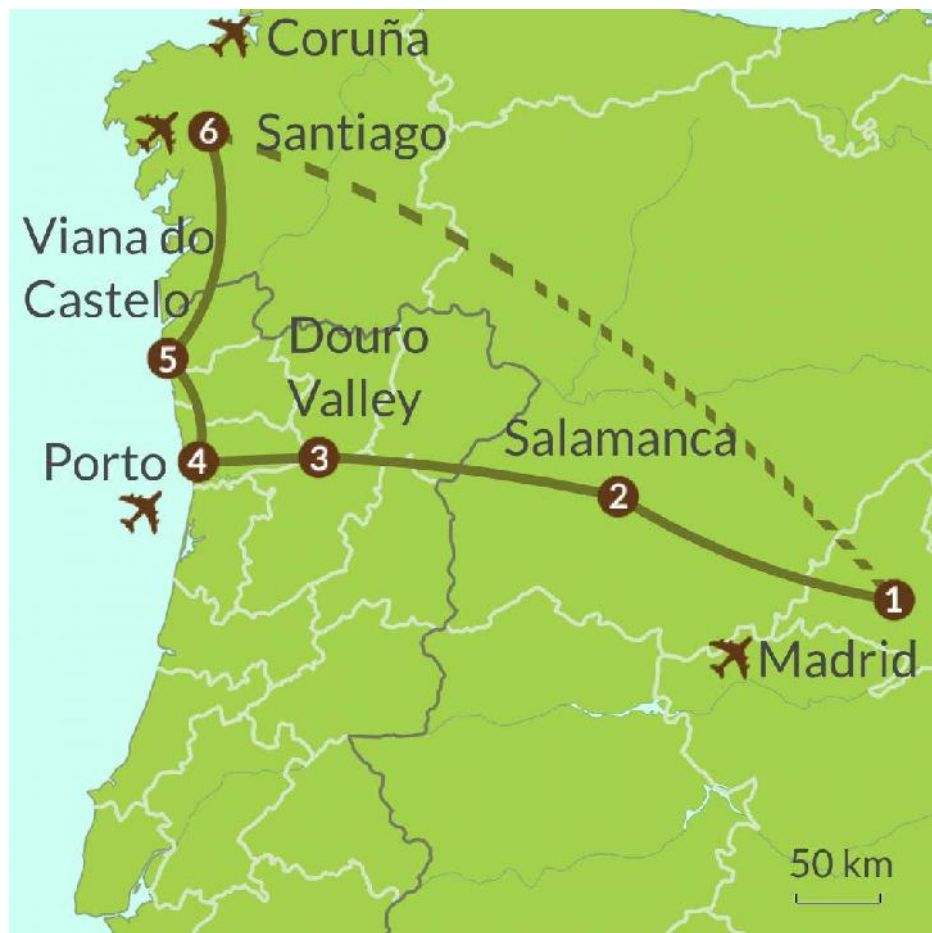 Coruña
6
Santiago
Viana do
Castelo
5
Douro
Valley
Porto
4
3
Salamanca
2
1
Madrid
50 km